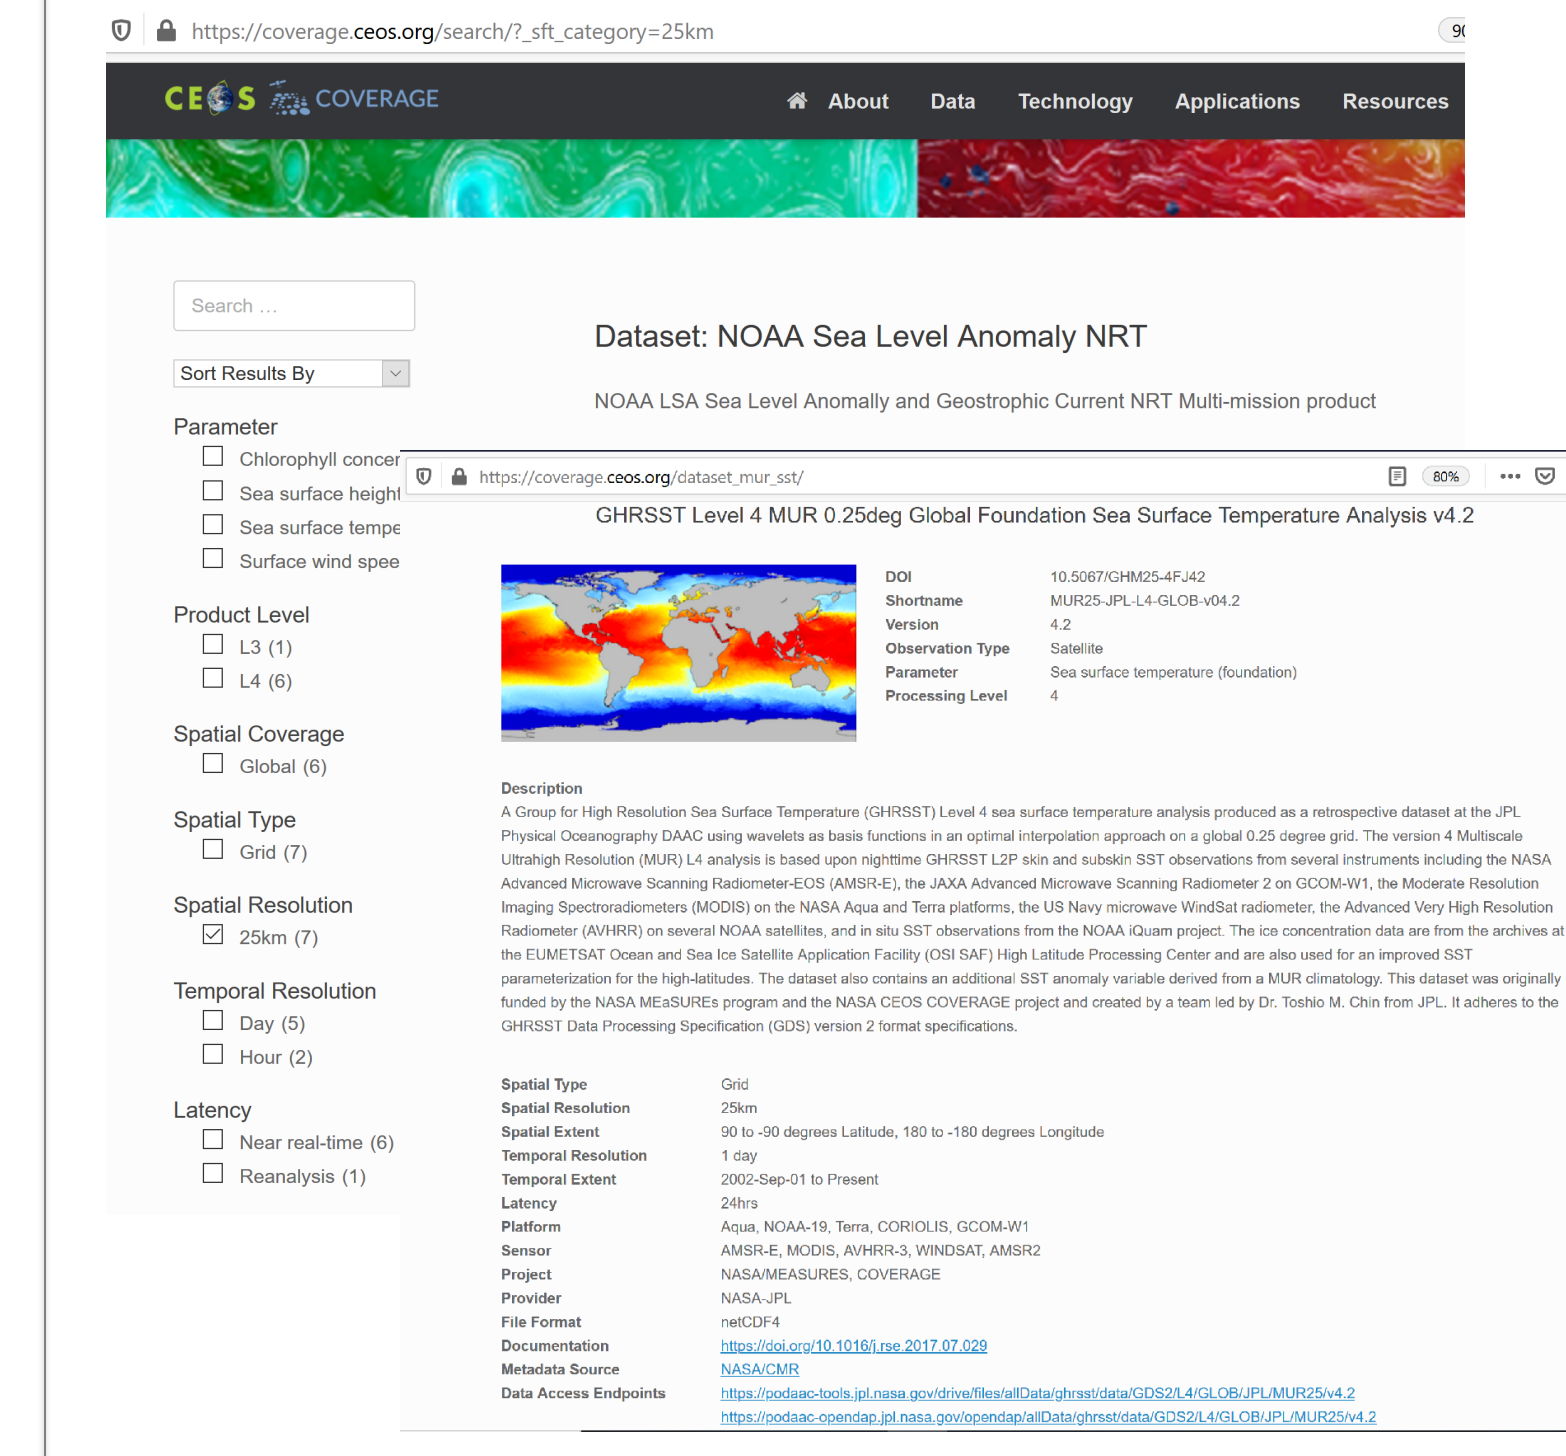 https://coverage.ceos.org/search/?_sft_category=25km
CEOS COVERAGE
About Data Technology Applications Resources
Search ...
Sort Results By
Dataset: NOAA Sea Level Anomaly NRT
NOAA LSA Sea Level Anomally and Geostrophic Current NRT Multi-mission product
Parameter
Chlorophyll concer
Sea surface height
Sea surface tempe
Surface wind spee
Product Level
L3 (1)
L4 (6)
Spatial Coverage
Global (6)
Spatial Type
Grid (7)
Spatial Resolution
25km (7)
Temporal Resolution
Day (5)
Hour (2)
Latency
Near real-time (6)
Reanalysis (1)
https://coverage.ceos.org/dataset_mur_sst/
80%
GHRSST Level 4 MUR 0.25deg Global Foundation Sea Surface Temperature Analysis v4.2
DOI 10.5067/GHM25-4FJ42
Shortname MUR25-JPL-L4-GLOB-v04.2
Version 4.2
Observation Type Satellite
Parameter Sea surface temperature (foundation)
Processing Level 4
Description
A Group for High Resolution Sea Surface Temperature (GHRSST) Level 4 sea surface temperature analysis produced as a retrospective dataset at the JPL
Physical Oceanography DAAC using wavelets as basis functions in an optimal interpolation approach on a global 0.25 degree grid. The version 4 Multiscale
Ultrahigh Resolution (MUR) L4 analysis is based upon nighttime GHRSST L2P skin and subskin SST observations from several instruments including the NASA
Advanced Microwave Scanning Radiometer-EOS (AMSR-E), the JAXA Advanced Microwave Scanning Radiometer 2 on GCOM-W1, the Moderate Resolution
Imaging Spectroradiometers (MODIS) on the NASA Aqua and Terra platforms, the US Navy microwave WindSat radiometer, the Advanced Very High Resolution
Radiometer (AVHRR) on several NOAA satellites, and in situ SST observations from the NOAA iQuam project. The ice concentration data are from the archives at
the EUMETSAT Ocean and Sea Ice Satellite Application Facility (OSI SAF) High Latitude Processing Center and are also used for an improved SST
parameterization for the high-latitudes. The dataset also contains an additional SST anomaly variable derived from a MUR climatology. This dataset was originally
funded by the NASA MEaSUREs program and the NASA CEOS COVERAGE project and created by a team led by Dr. Toshio M. Chin from JPL. It adheres to the
GHRSST Data Processing Specification (GDS) version 2 format specifications.
Spatial Type Grid
Spatial Resolution 25km
Spatial Extent 90 to -90 degrees Latitude, 180 to -180 degrees Longitude
Temporal Resolution 1 day
Temporal Extent 2002-Sep-01 to Present
Latency 24hrs
Platform Aqua, NOAA-19, Terra, CORIOLIS, GCOM-W1
Sensor AMSR-E, MODIS, AVHRR-3, WINDSAT, AMSR2
Project NASA/MEASURES, COVERAGE
Provider NASA-JPL
File Format netCDF4
Documentation https://doi.org/10.1016/j.rse.2017.07.029
Metadata Source NASA/CMR
Data Access Endpoints https://podaac-tools.jpl.nasa.gov/drive/files/allData/ghrsst/data/GDS2/L4/GLOB/JPL/MUR25/v4.2
https://podaac-opendap.jpl.nasa.gov/opendap/allData/ghrsst/data/GDS2/L4/GLOB/JPL/MUR25/v4.2